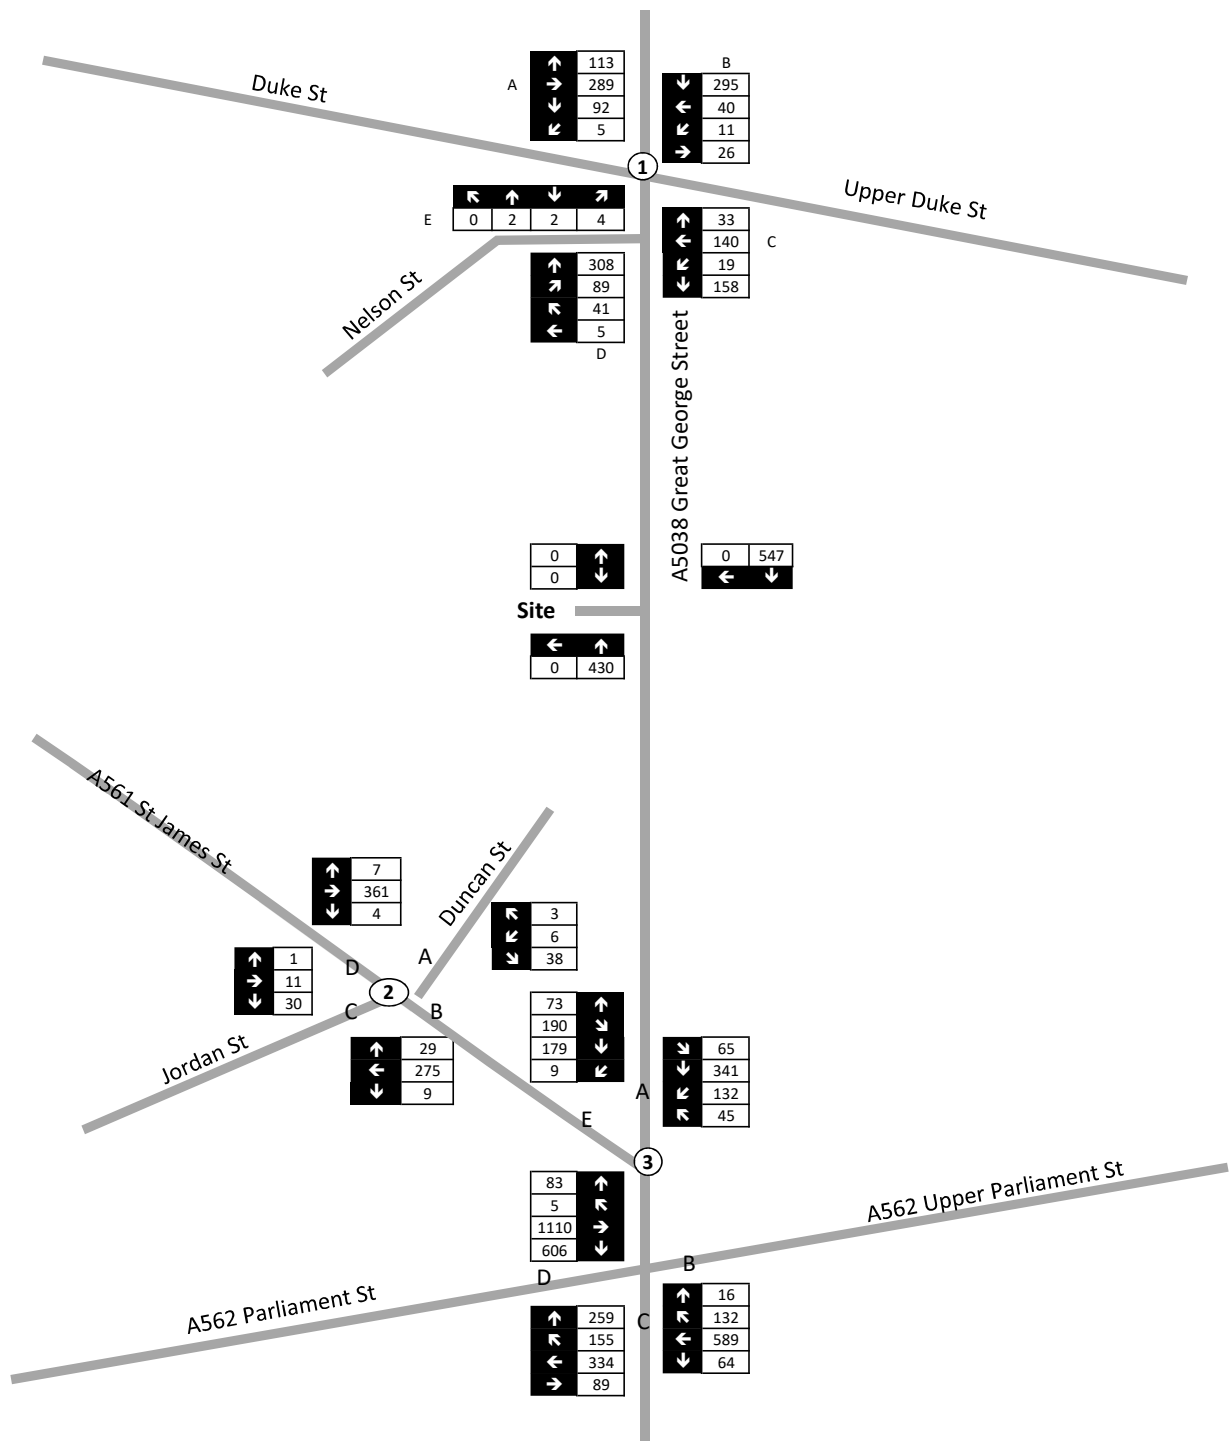 ↑ 113
A → 289
↓ 92
↙ 5
B
↓ 295
← 40
↙ 11
→ 26
Duke St
1
Upper Duke St
↖ ↑ ↓ ↗
E 0 2 2 4
↑ 33
← 140 C
↙ 19
↓ 158
Nelson St
↑ 308
↗ 89
↖ 41
← 5
D
A5038 Great George Street
0 ↑
0 ↓
0 547
← ↓
Site
← ↑
0 430
A561 St James St
Duncan St
↑ 7
→ 361
↓ 4
↖ 3
↙ 6
↘ 38
↑ 1
→ 11
↓ 30
D
A
2
C
B
Jordan St
↑ 29
← 275
↓ 9
73 ↑
190 ↘
179 ↓
9 ↙
↘ 65
↓ 341
↙ 132
↖ 45
A
E
3
83 ↑
5 ↖
1110 →
606 ↓
D
A562 Upper Parliament St
B
A562 Parliament St
↑ 259
↖ 155
← 334
→ 89
C
↑ 16
↖ 132
← 589
↓ 64